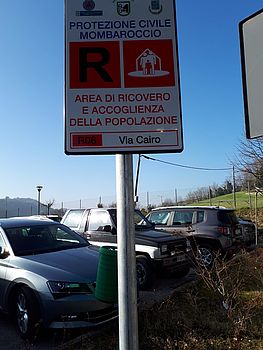 PROTEZIONE CIVILE
MOMBAROCCIO
R
AREA DI RICOVERO
E ACCOGLIENZA
DELLA POPOLAZIONE
R06 Via Cairo